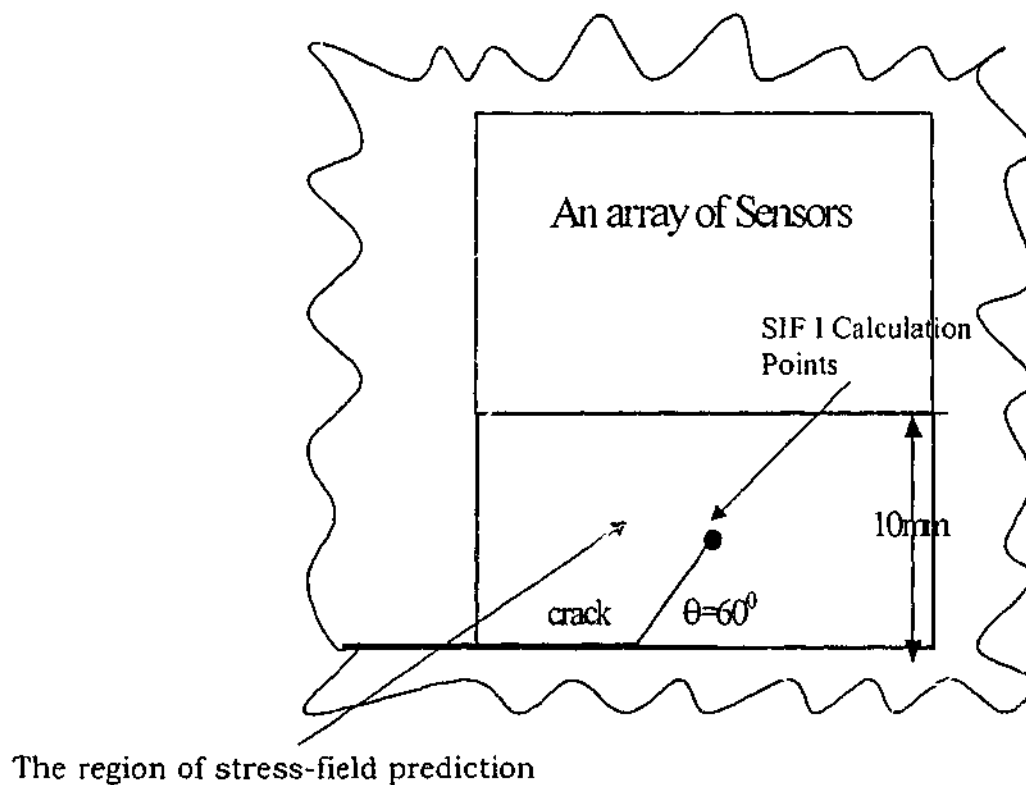 An array of Sensors
SIF I Calculation
Points
10mm
crack
θ=60⁰
The region of stress-field prediction